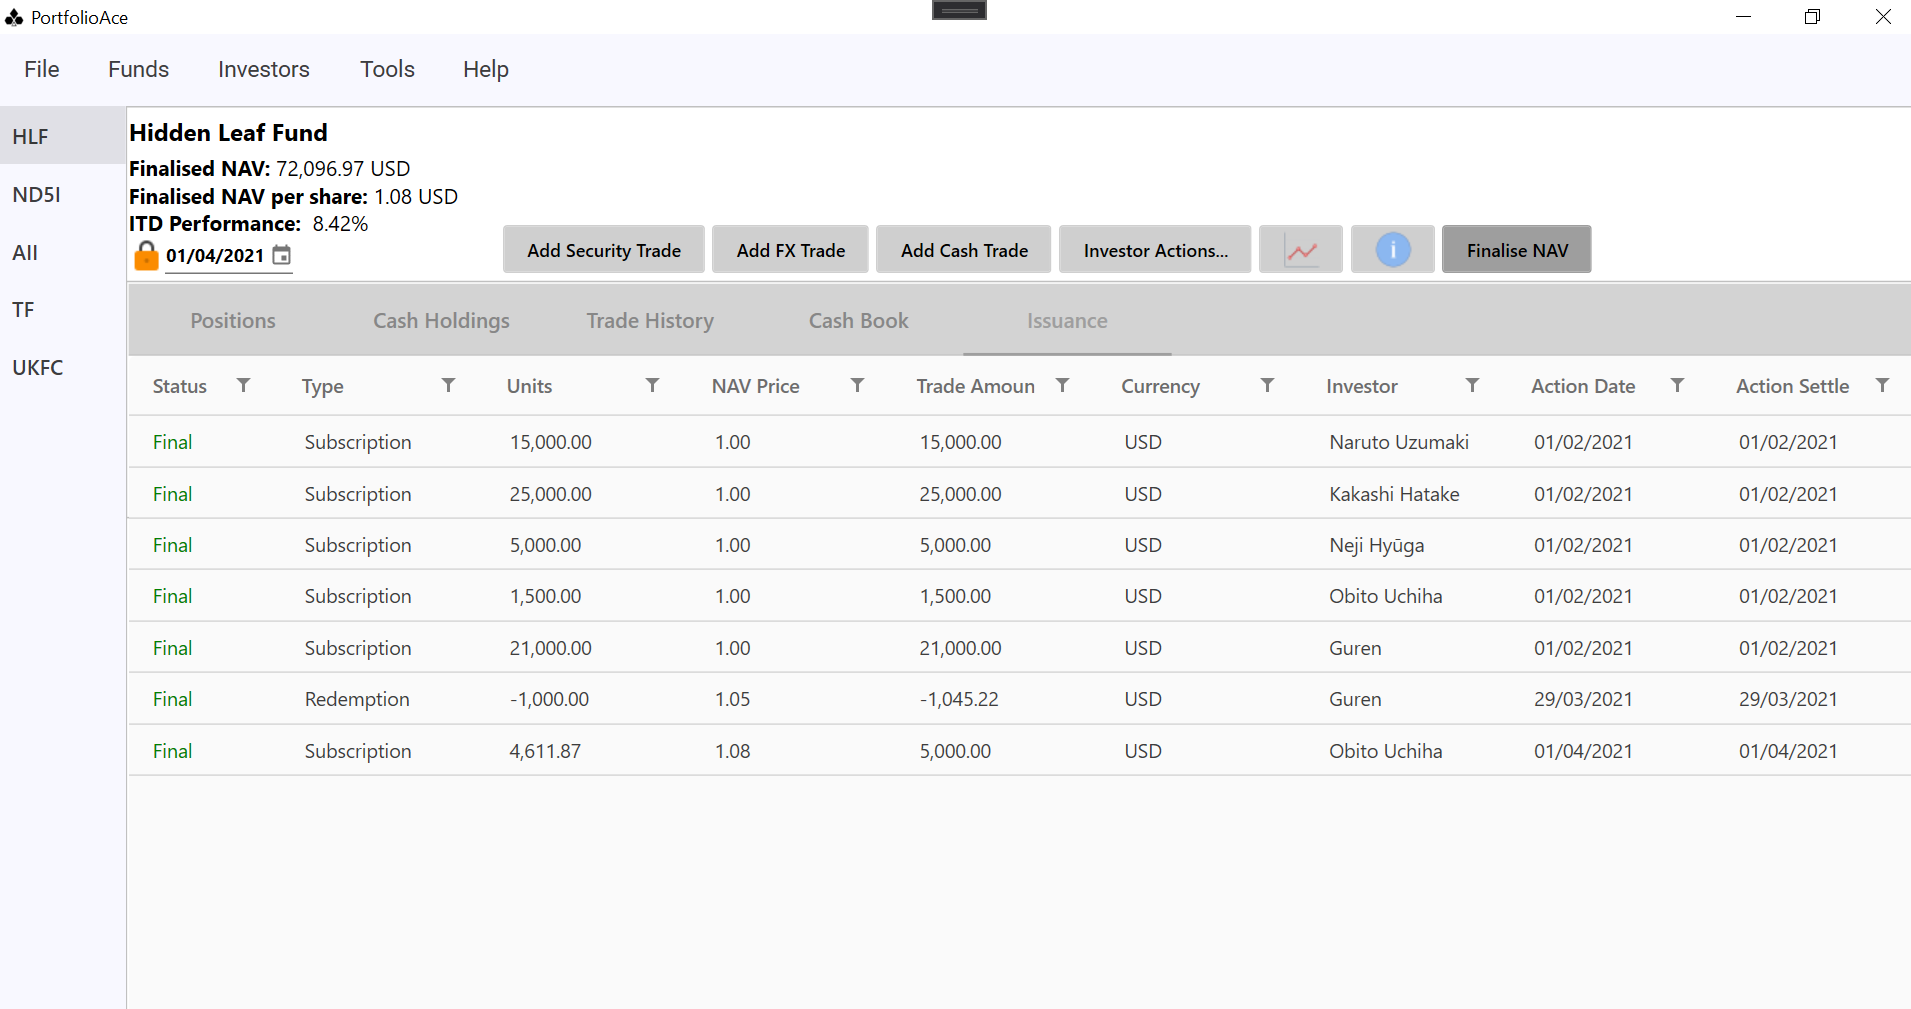 PortfolioAce
File Funds Investors Tools Help
HLF
ND5I
AII
TF
UKFC
Hidden Leaf Fund
Finalised NAV: 72,096.97 USD
Finalised NAV per share: 1.08 USD
ITD Performance: 8.42%
01/04/2021
Add Security Trade Add FX Trade Add Cash Trade Investor Actions... Finalise NAV
Positions Cash Holdings Trade History Cash Book Issuance
Status Type Units NAV Price Trade Amoun Currency Investor Action Date Action Settle
Final Subscription 15,000.00 1.00 15,000.00 USD Naruto Uzumaki 01/02/2021 01/02/2021
Final Subscription 25,000.00 1.00 25,000.00 USD Kakashi Hatake 01/02/2021 01/02/2021
Final Subscription 5,000.00 1.00 5,000.00 USD Neji Hyūga 01/02/2021 01/02/2021
Final Subscription 1,500.00 1.00 1,500.00 USD Obito Uchiha 01/02/2021 01/02/2021
Final Subscription 21,000.00 1.00 21,000.00 USD Guren 01/02/2021 01/02/2021
Final Redemption -1,000.00 1.05 -1,045.22 USD Guren 29/03/2021 29/03/2021
Final Subscription 4,611.87 1.08 5,000.00 USD Obito Uchiha 01/04/2021 01/04/2021